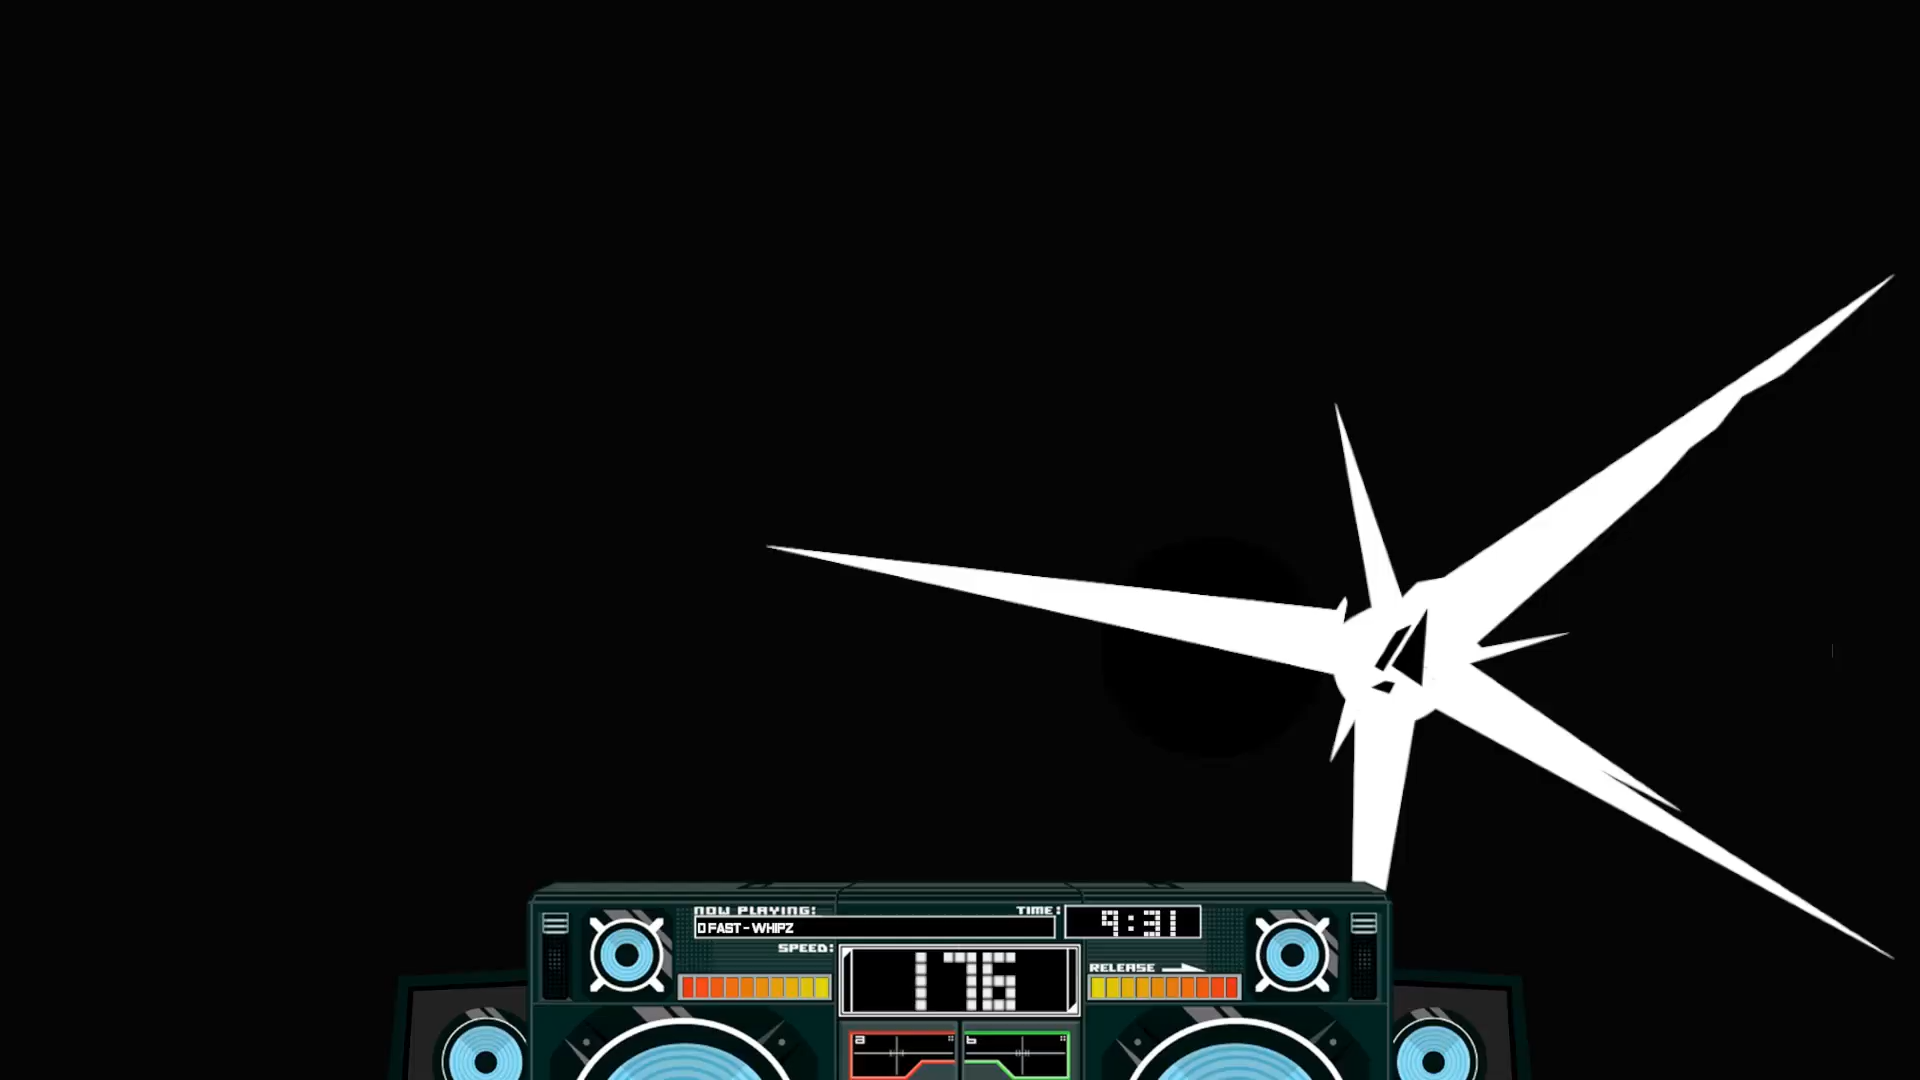 NOW PLAYING:
TIME:
9:31
D FAST - WHIPZ
SPEED:
176
RELEASE
a
b